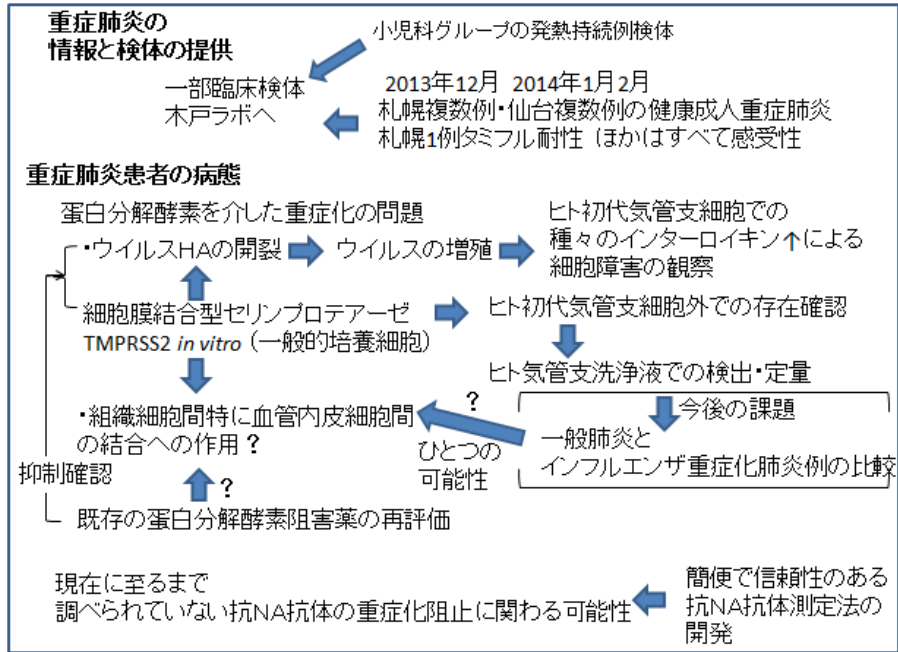 重症肺炎の
情報と検体の提供
小児科グループの発熱持続例検体
一部臨床検体
木戸ラボへ
2013年12月 2014年1月2月
札幌複数例・仙台複数例の健康成人重症肺炎
札幌1例タミフル耐性 ほかはすべて感受性
重症肺炎患者の病態
蛋白分解酵素を介した重症化の問題
・ウイルスHAの開裂
ウイルスの増殖
ヒト初代気管支細胞での
種々のインターロイキン↑による
細胞障害の観察
細胞膜結合型セリンプロテアーゼ
TMPRSS2 in vitro (一般的培養細胞)
ヒト初代気管支細胞外での存在確認
ヒト気管支洗浄液での検出・定量
今後の課題
一般肺炎と
インフルエンザ重症化肺炎例の比較
?
ひとつの
可能性
・組織細胞間特に血管内皮細胞間
の結合への作用?
抑制確認
?
既存の蛋白分解酵素阻害薬の再評価
現在に至るまで
調べられていない抗NA抗体の重症化阻止に関わる可能性
簡便で信頼性のある
抗NA抗体測定法の
開発